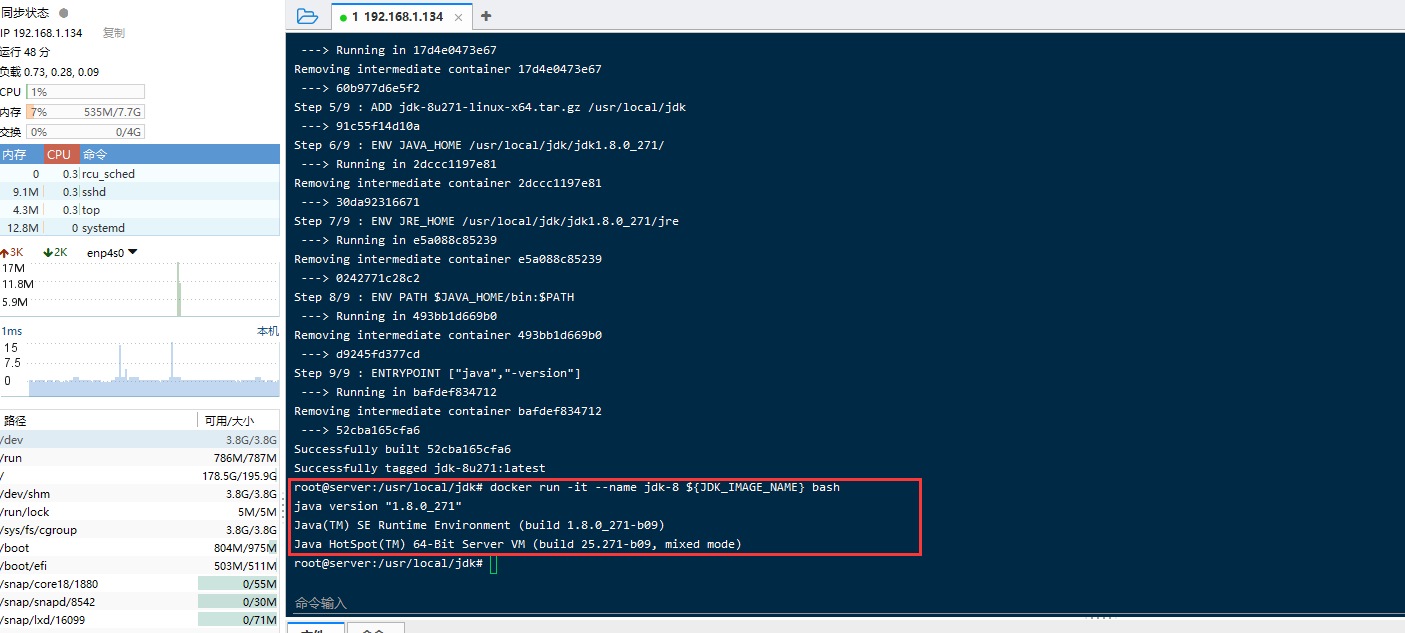 同步状态
IP 192.168.1.134 复制
运行 48 分
负载 0.73, 0.28, 0.09
CPU 1%
内存 7% 535M/7.7G
交换 0% 0/4G
内存 CPU 命令
0 0.3 rcu_sched
9.1M 0.3 sshd
4.3M 0.3 top
12.8M 0 systemd
3K 2K enp4s0
17M
11.8M
5.9M
1ms 本机
15
7.5
0
路径 可用/大小
/dev 3.8G/3.8G
/run 786M/787M
/ 178.5G/195.9G
/dev/shm 3.8G/3.8G
/run/lock 5M/5M
/sys/fs/cgroup 3.8G/3.8G
/boot 804M/975M
/boot/efi 503M/511M
/snap/core18/1880 0/55M
/snap/snapd/8542 0/30M
/snap/lxd/16099 0/71M
1 192.168.1.134
---> Running in 17d4e0473e67
Removing intermediate container 17d4e0473e67
---> 60b977d6e5f2
Step 5/9 : ADD jdk-8u271-linux-x64.tar.gz /usr/local/jdk
---> 91c55f14d10a
Step 6/9 : ENV JAVA_HOME /usr/local/jdk/jdk1.8.0_271/
---> Running in 2dccc1197e81
Removing intermediate container 2dccc1197e81
---> 30da92316671
Step 7/9 : ENV JRE_HOME /usr/local/jdk/jdk1.8.0_271/jre
---> Running in e5a088c85239
Removing intermediate container e5a088c85239
---> 0242771c28c2
Step 8/9 : ENV PATH $JAVA_HOME/bin:$PATH
---> Running in 493bb1d669b0
Removing intermediate container 493bb1d669b0
---> d9245fd377cd
Step 9/9 : ENTRYPOINT ["java","-version"]
---> Running in bafdef834712
Removing intermediate container bafdef834712
---> 52cba165cfa6
Successfully built 52cba165cfa6
Successfully tagged jdk-8u271:latest
root@server:/usr/local/jdk# docker run -it --name jdk-8 ${JDK_IMAGE_NAME} bash
java version "1.8.0_271"
Java(TM) SE Runtime Environment (build 1.8.0_271-b09)
Java HotSpot(TM) 64-Bit Server VM (build 25.271-b09, mixed mode)
root@server:/usr/local/jdk#
命令输入